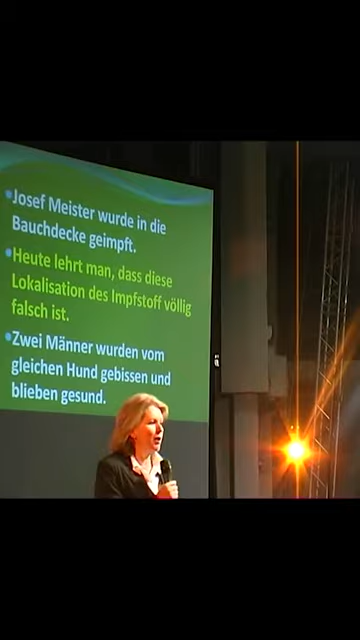 Josef Meister wurde in die
Bauchdecke geimpft.
Heute lehrt man, dass diese
Lokalisation des Impfstoff völlig
falsch ist.
Zwei Männer wurden vom
gleichen Hund gebissen und
blieben gesund.